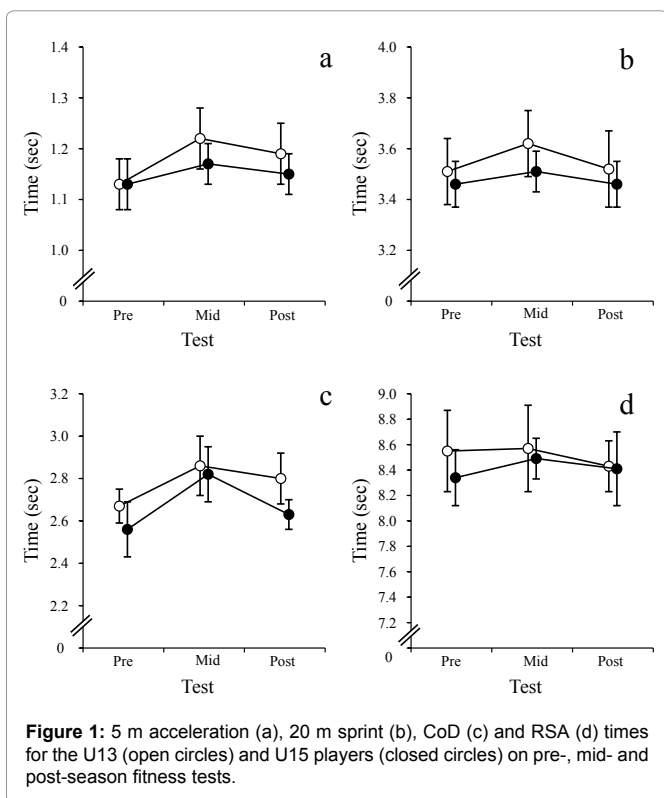 a
1.4
1.3
1.2
1.1
1.0
0
Time (sec)
Pre Mid Post
Test
b
4.0
3.8
3.6
3.4
3.2
0
Time (sec)
Pre Mid Post
Test
c
3.2
3.0
2.8
2.6
2.4
2.2
0
Time (sec)
Pre Mid Post
Test
d
9.0
8.8
8.6
8.4
8.2
8.0
7.8
7.6
7.4
7.2
0
Time (sec)
Pre Mid Post
Test
Figure 1: 5 m acceleration (a), 20 m sprint (b), CoD (c) and RSA (d) times
for the U13 (open circles) and U15 players (closed circles) on pre-, mid- and
post-season fitness tests.